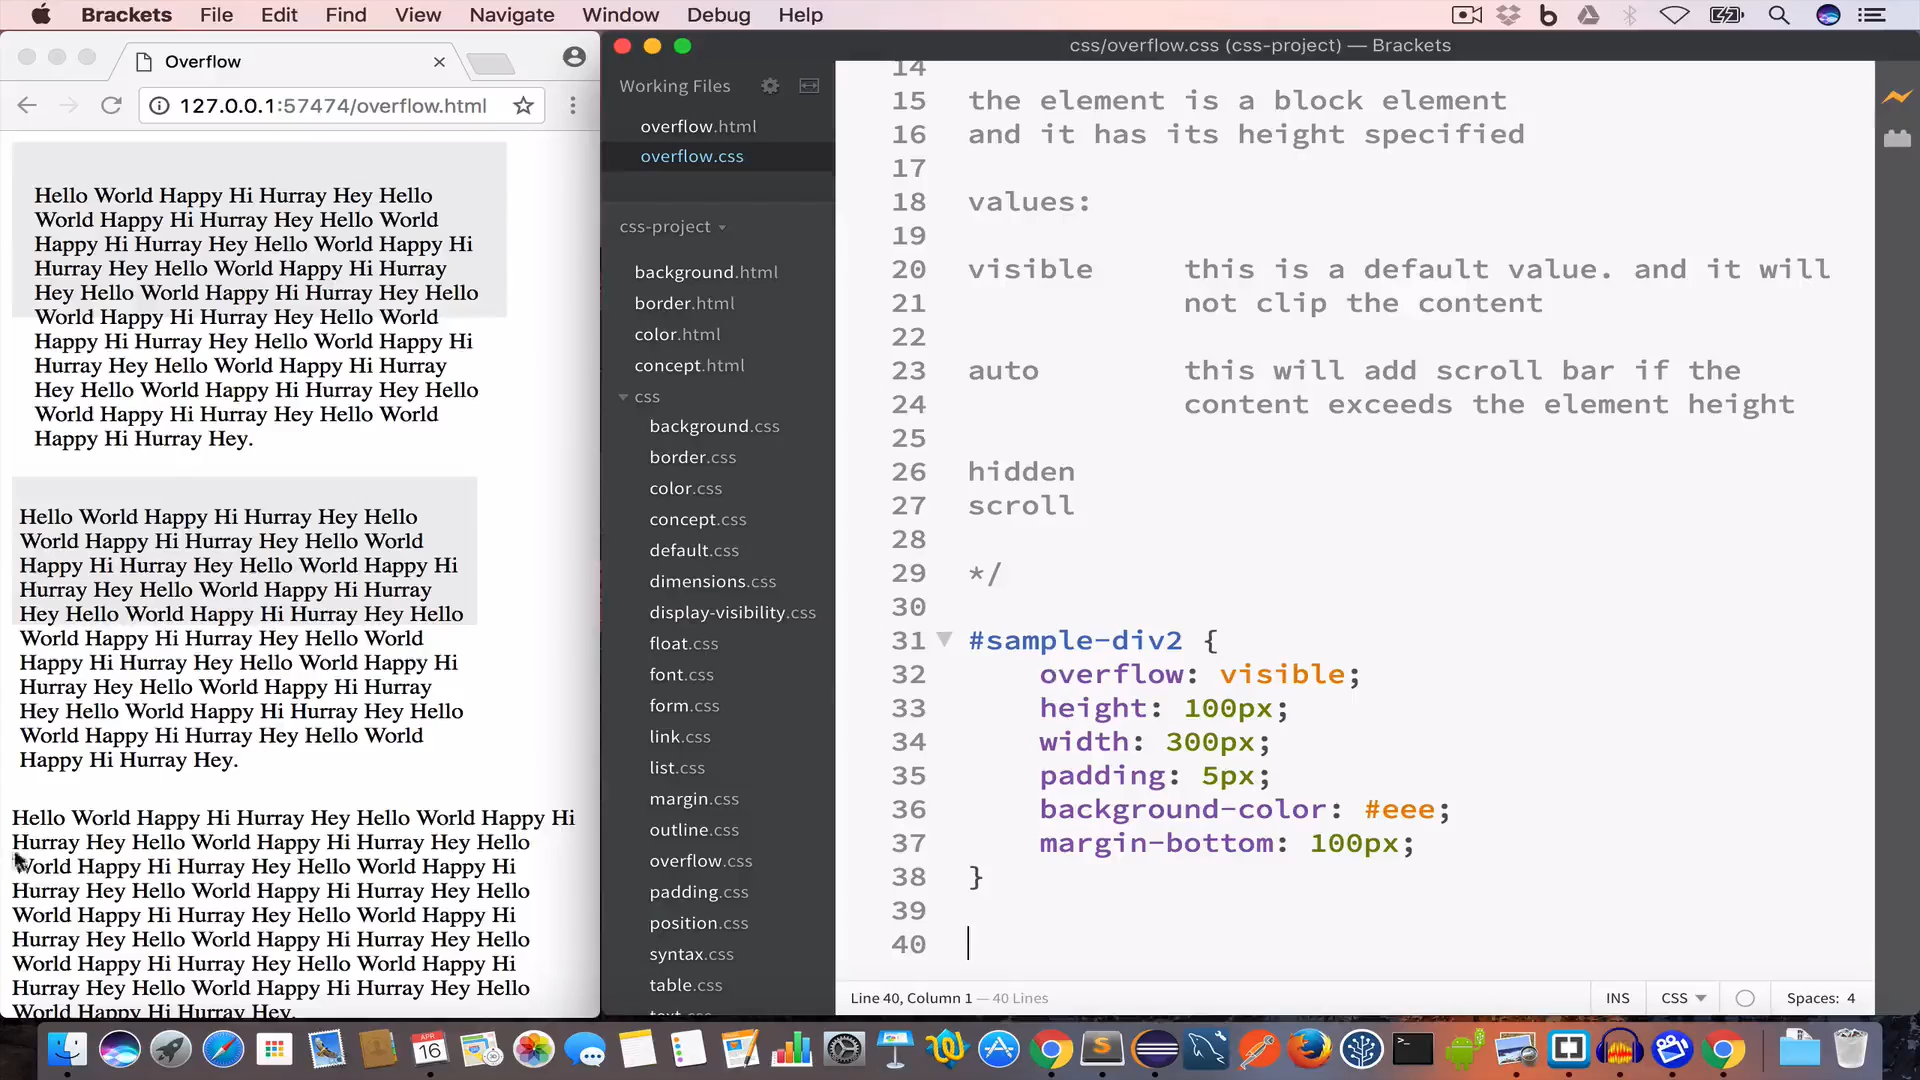 Brackets File Edit Find View Navigate Window Debug Help
Overflow
127.0.0.1:57474/overflow.html
Hello World Happy Hi Hurray Hey Hello
World Happy Hi Hurray Hey Hello World
Happy Hi Hurray Hey Hello World Happy Hi
Hurray Hey Hello World Happy Hi Hurray
Hey Hello World Happy Hi Hurray Hey Hello
World Happy Hi Hurray Hey Hello World
Happy Hi Hurray Hey Hello World Happy Hi
Hurray Hey Hello World Happy Hi Hurray
Hey Hello World Happy Hi Hurray Hey Hello
World Happy Hi Hurray Hey Hello World
Happy Hi Hurray Hey.
Hello World Happy Hi Hurray Hey Hello
World Happy Hi Hurray Hey Hello World
Happy Hi Hurray Hey Hello World Happy Hi
Hurray Hey Hello World Happy Hi Hurray
Hey Hello World Happy Hi Hurray Hey Hello
World Happy Hi Hurray Hey Hello World
Happy Hi Hurray Hey Hello World Happy Hi
Hurray Hey Hello World Happy Hi Hurray
Hey Hello World Happy Hi Hurray Hey Hello
World Happy Hi Hurray Hey Hello World
Happy Hi Hurray Hey.
Hello World Happy Hi Hurray Hey Hello World Happy Hi
Hurray Hey Hello World Happy Hi Hurray Hey Hello
World Happy Hi Hurray Hey Hello World Happy Hi
Hurray Hey Hello World Happy Hi Hurray Hey Hello
World Happy Hi Hurray Hey Hello World Happy Hi
Hurray Hey Hello World Happy Hi Hurray Hey Hello
World Happy Hi Hurray Hey Hello World Happy Hi
Hurray Hey Hello World Happy Hi Hurray Hey Hello
World Happy Hi Hurray Hey.
css/overflow.css (css-project) — Brackets
Working Files
overflow.html
overflow.css
css-project
background.html
border.html
color.html
concept.html
css
background.css
border.css
color.css
concept.css
default.css
dimensions.css
display-visibility.css
float.css
font.css
form.css
link.css
list.css
margin.css
outline.css
overflow.css
padding.css
position.css
syntax.css
table.css
text.css
14
15 the element is a block element
16 and it has its height specified
17
18 values:
19
20 visible this is a default value. and it will
21 not clip the content
22
23 auto this will add scroll bar if the
24 content exceeds the element height
25
26 hidden
27 scroll
28
29 */
30
31 #sample-div2 {
32 overflow: visible;
33 height: 100px;
34 width: 300px;
35 padding: 5px;
36 background-color: #eee;
37 margin-bottom: 100px;
38 }
39
40
Line 40, Column 1 — 40 Lines
INS CSS Spaces: 4
APR
16